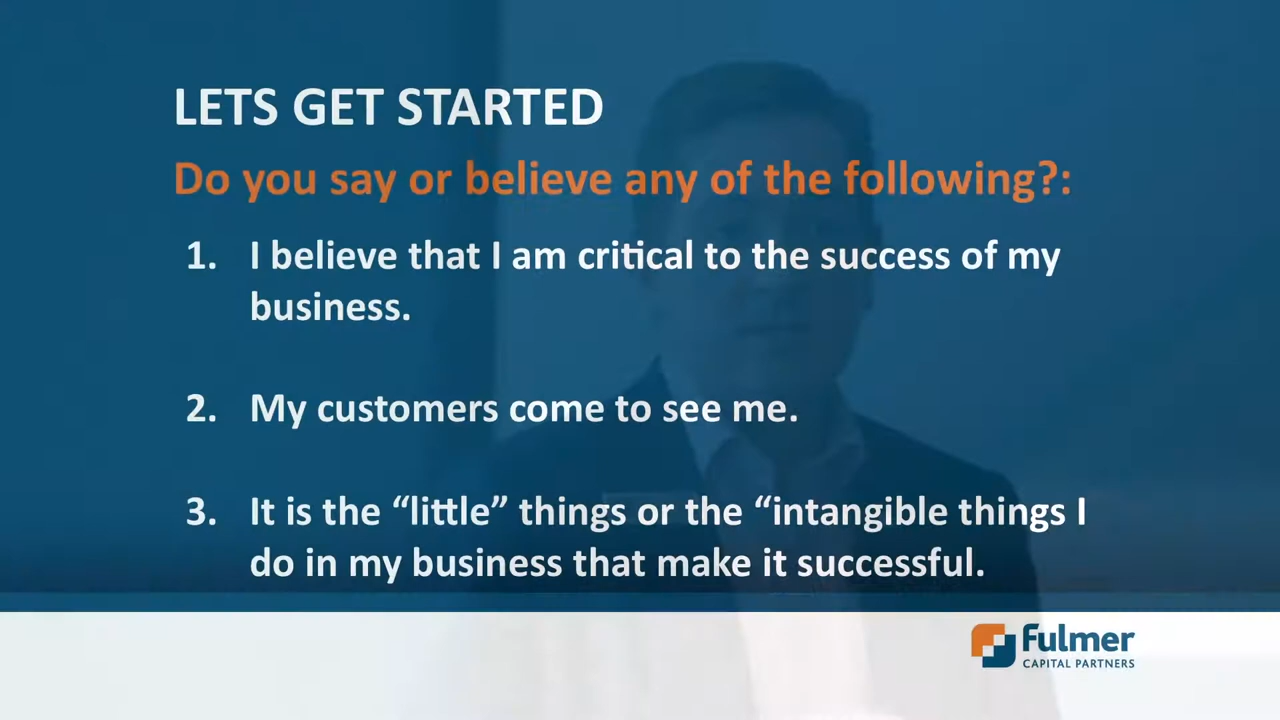 LETS GET STARTED
Do you say or believe any of the following?:
1. I believe that I am critical to the success of my
business.
2. My customers come to see me.
3. It is the “little” things or the “intangible things I
do in my business that make it successful.
Fulmer
CAPITAL PARTNERS